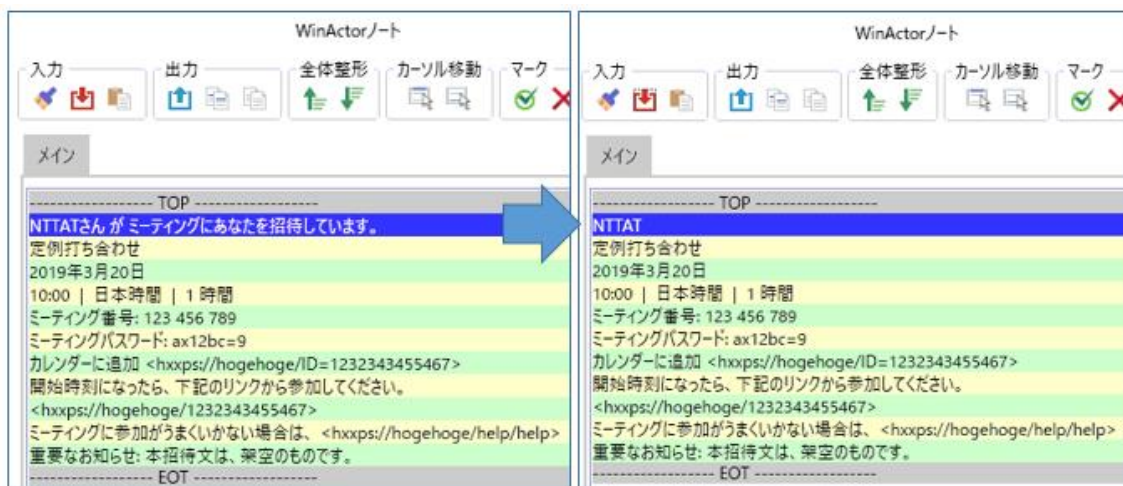 WinActorノート
入力 出力 全体整形 カーソル移動 マーク
メイン
------------------ TOP ------------------
NTTATさん が ミーティングにあなたを招待しています。
定例打ち合わせ
2019年3月20日
10:00 | 日本時間 | 1 時間
ミーティング番号: 123 456 789
ミーティングパスワード: ax12bc=9
カレンダーに追加 <hxxps://hogehoge/ID=1232343455467>
開始時刻になったら、下記のリンクから参加してください。
<hxxps://hogehoge/1232343455467>
ミーティングに参加がうまくいかない場合は、 <hxxps://hogehoge/help/help>
重要なお知らせ: 本招待文は、架空のものです。
------------------ EOT ------------------
WinActorノート
入力 出力 全体整形 カーソル移動 マーク
メイン
------------------ TOP ------------------
NTTAT
定例打ち合わせ
2019年3月20日
10:00 | 日本時間 | 1 時間
ミーティング番号: 123 456 789
ミーティングパスワード: ax12bc=9
カレンダーに追加 <hxxps://hogehoge/ID=1232343455467>
開始時刻になったら、下記のリンクから参加してください。
<hxxps://hogehoge/1232343455467>
ミーティングに参加がうまくいかない場合は、 <hxxps://hogehoge/help/help>
重要なお知らせ: 本招待文は、架空のものです。
------------------ EOT ------------------